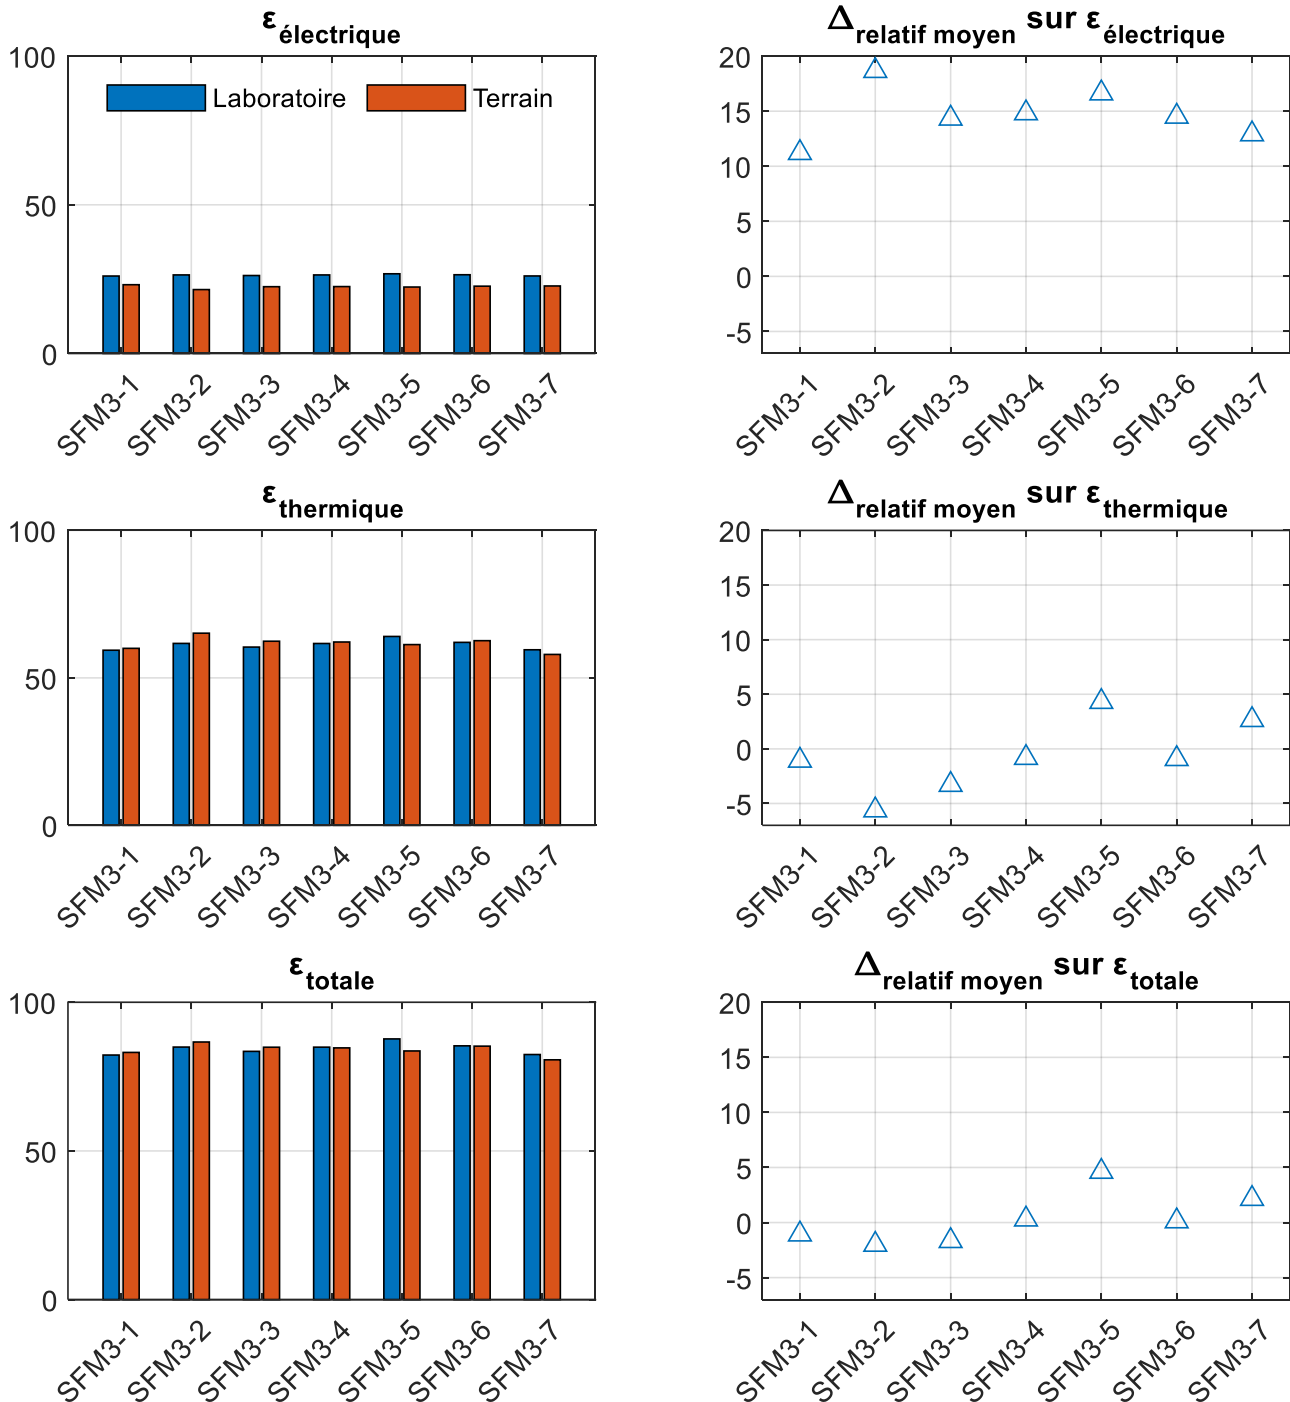 ε électrique
100
50
0
Laboratoire
Terrain
SFM3-1
SFM3-2
SFM3-3
SFM3-4
SFM3-5
SFM3-6
SFM3-7
Δ relatif moyen sur ε électrique
20
15
10
5
0
-5
SFM3-1
SFM3-2
SFM3-3
SFM3-4
SFM3-5
SFM3-6
SFM3-7
ε thermique
100
50
0
SFM3-1
SFM3-2
SFM3-3
SFM3-4
SFM3-5
SFM3-6
SFM3-7
Δ relatif moyen sur ε thermique
20
15
10
5
0
-5
SFM3-1
SFM3-2
SFM3-3
SFM3-4
SFM3-5
SFM3-6
SFM3-7
ε totale
100
50
0
SFM3-1
SFM3-2
SFM3-3
SFM3-4
SFM3-5
SFM3-6
SFM3-7
Δ relatif moyen sur ε totale
20
15
10
5
0
-5
SFM3-1
SFM3-2
SFM3-3
SFM3-4
SFM3-5
SFM3-6
SFM3-7